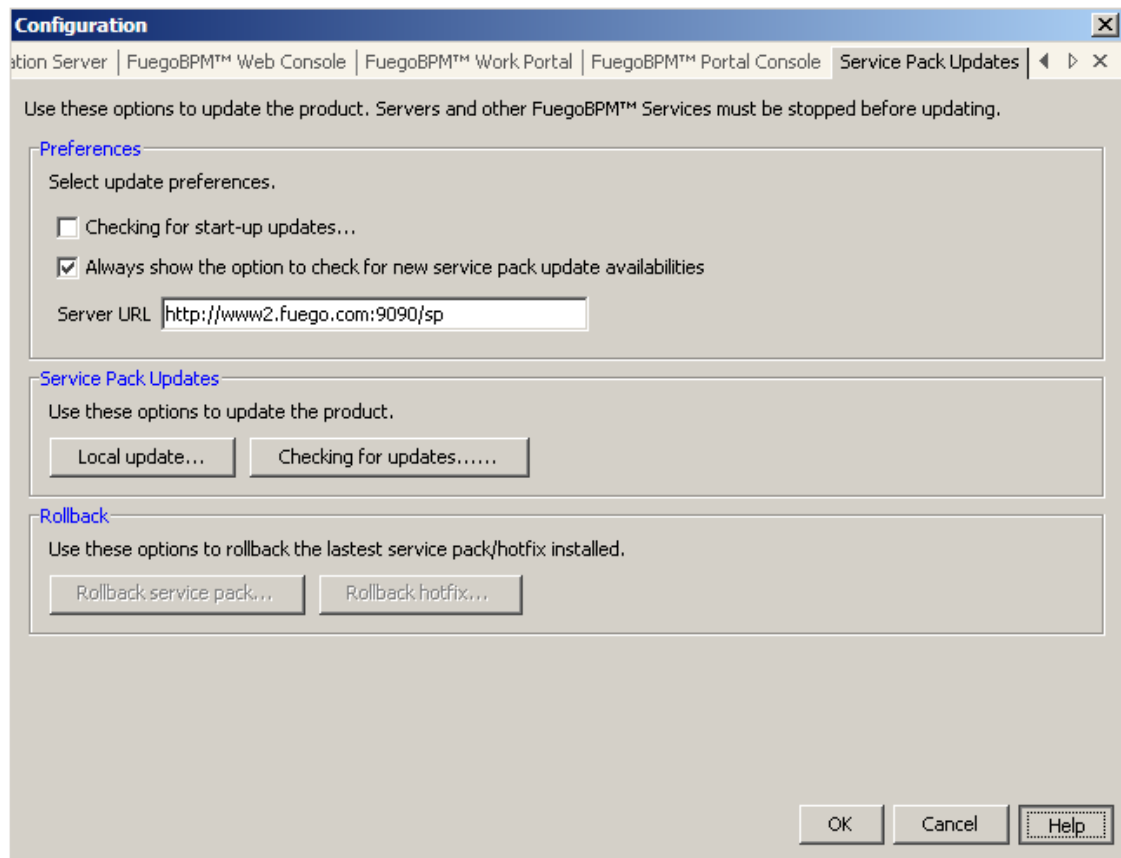 Configuration
ation Server | FuegoBPM™ Web Console | FuegoBPM™ Work Portal | FuegoBPM™ Portal Console | Service Pack Updates
Use these options to update the product. Servers and other FuegoBPM™ Services must be stopped before updating.
Preferences
Select update preferences.
Checking for start-up updates...
Always show the option to check for new service pack update availabilities
Server URL http://www2.fuego.com:9090/sp
Service Pack Updates
Use these options to update the product.
Local update... Checking for updates......
Rollback
Use these options to rollback the lastest service pack/hotfix installed.
Rollback service pack... Rollback hotfix...
OK Cancel Help